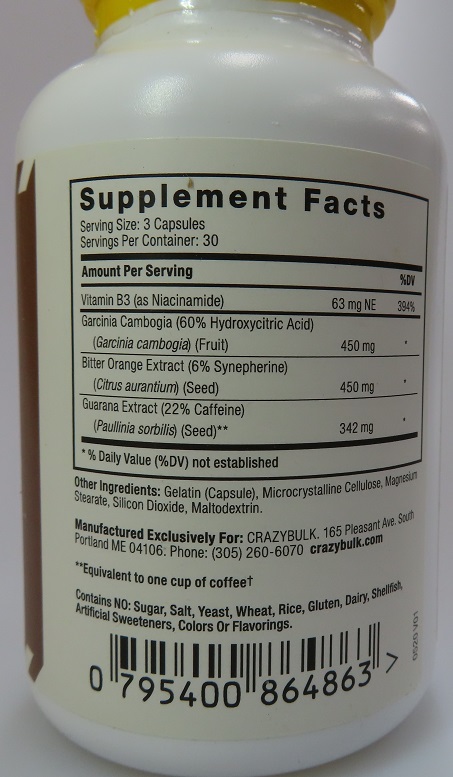 Supplement Facts
Serving Size: 3 Capsules
Servings Per Container: 30
Amount Per Serving %DV
Vitamin B3 (as Niacinamide) 63 mg NE 394%
Garcinia Cambogia (60% Hydroxycitric Acid)
(Garcinia cambogia) (Fruit) 450 mg *
Bitter Orange Extract (6% Synepherine)
(Citrus aurantium) (Seed) 450 mg *
Guarana Extract (22% Caffeine)
(Paullinia sorbilis) (Seed)** 342 mg *
* % Daily Value (%DV) not established
Other Ingredients: Gelatin (Capsule), Microcrystalline Cellulose, Magnesium
Stearate, Silicon Dioxide, Maltodextrin.
Manufactured Exclusively For: CRAZYBULK. 165 Pleasant Ave. South
Portland ME 04106. Phone: (305) 260-6070 crazybulk.com
**Equivalent to one cup of coffee†
Contains NO: Sugar, Salt, Yeast, Wheat, Rice, Gluten, Dairy, Shellfish,
Artificial Sweeteners, Colors Or Flavorings.
0 795400 864863 >
0520 V01